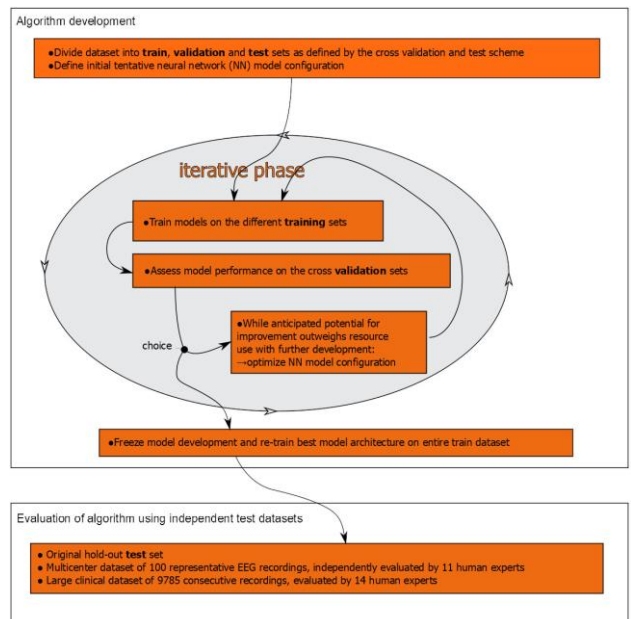 Algorithm development
●Divide dataset into train, validation and test sets as defined by the cross validation and test scheme
●Define initial tentative neural network (NN) model configuration
iterative phase
●Train models on the different training sets
●Assess model performance on the cross validation sets
●While anticipated potential for
improvement outweighs resource
use with further development:
→optimize NN model configuration
choice
●Freeze model development and re-train best model architecture on entire train dataset
Evaluation of algorithm using independent test datasets
● Original hold-out test set
● Multicenter dataset of 100 representative EEG recordings, independently evaluated by 11 human experts
● Large clinical dataset of 9785 consecutive recordings, evaluated by 14 human experts